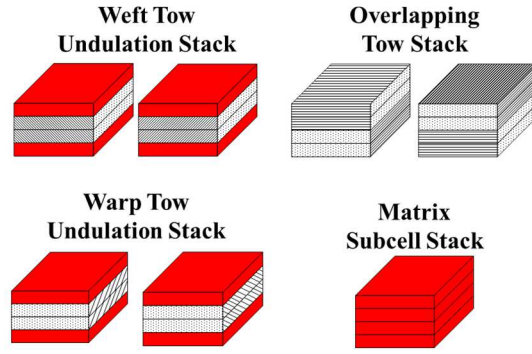 Weft Tow
Undulation Stack
Overlapping
Tow Stack
Warp Tow
Undulation Stack
Matrix
Subcell Stack